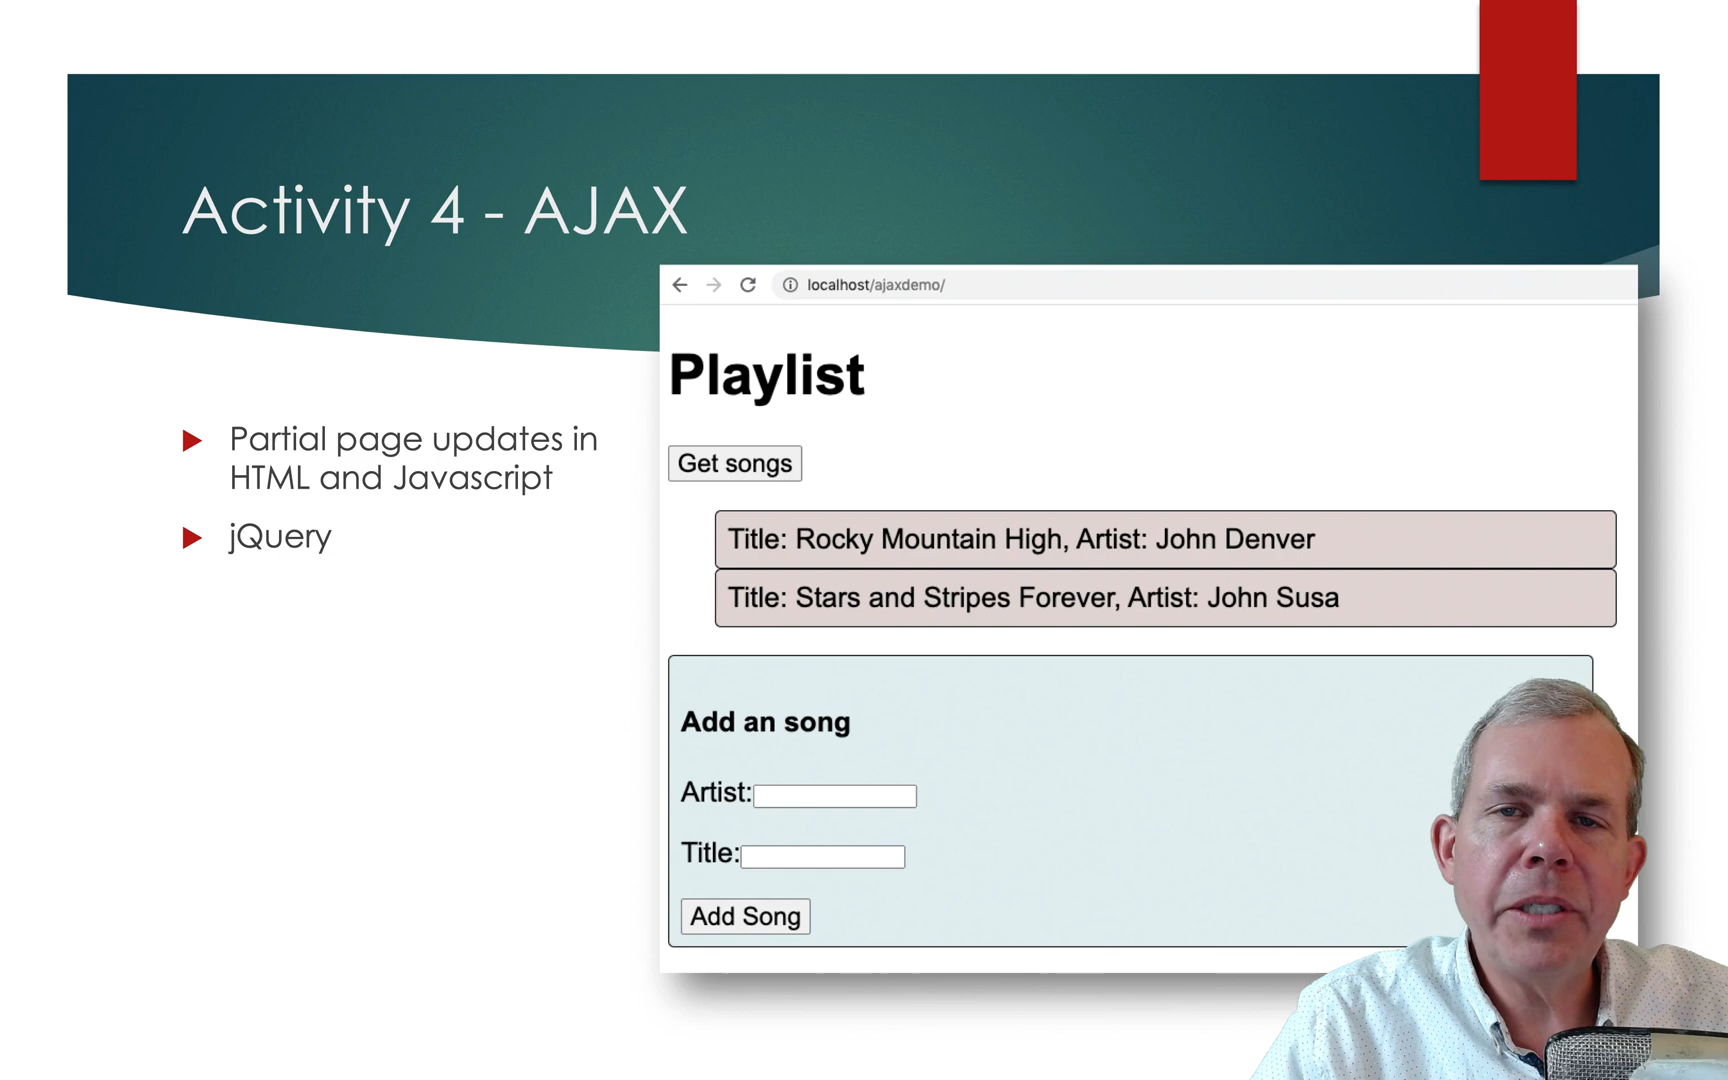 Activity 4 - AJAX
Partial page updates in
HTML and Javascript
jQuery
localhost/ajaxdemo/
Playlist
Get songs
Title: Rocky Mountain High, Artist: John Denver
Title: Stars and Stripes Forever, Artist: John Susa
Add an song
Artist:
Title:
Add Song